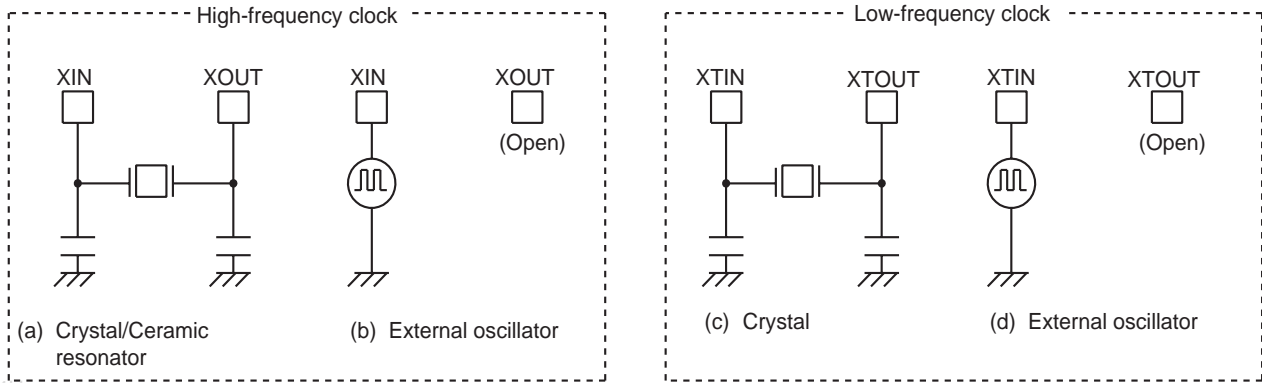 High-frequency clock
XIN XOUT XIN XOUT
(Open)
(a) Crystal/Ceramic
resonator
(b) External oscillator
Low-frequency clock
XTIN XTOUT XTIN XTOUT
(Open)
(c) Crystal
(d) External oscillator